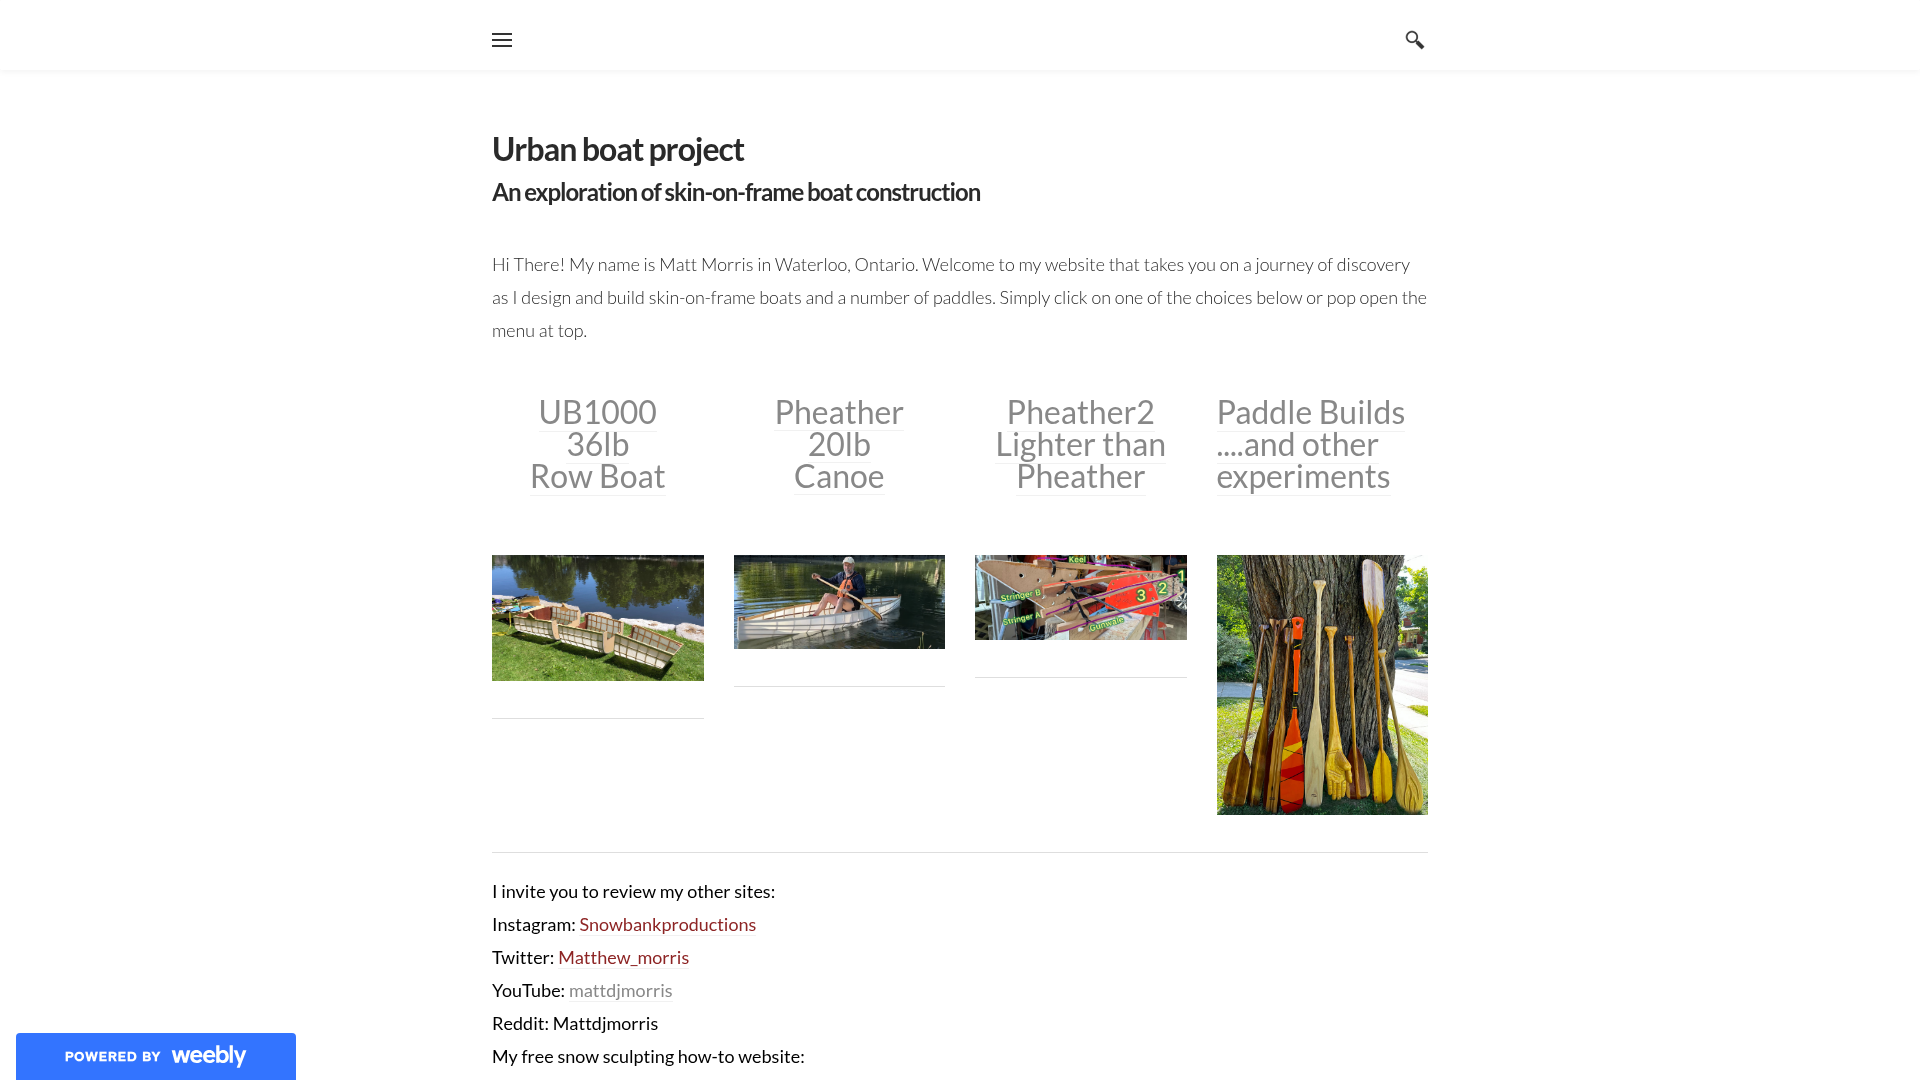 Urban boat project
An exploration of skin-on-frame boat construction
Hi There! My name is Matt Morris in Waterloo, Ontario. Welcome to my website that takes you on a journey of discovery
as I design and build skin-on-frame boats and a number of paddles. Simply click on one of the choices below or pop open the
menu at top.
UB1000
36lb
Row Boat
Pheather
20lb
Canoe
Pheather2
Lighter than
Pheather
Paddle Builds
....and other
experiments
Keel
1
2
3
Stringer B
Stringer A
Gunwale
I invite you to review my other sites:
Instagram: Snowbankproductions
Twitter: Matthew_morris
YouTube: mattdjmorris
Reddit: Mattdjmorris
My free snow sculpting how-to website:
POWERED BY weebly